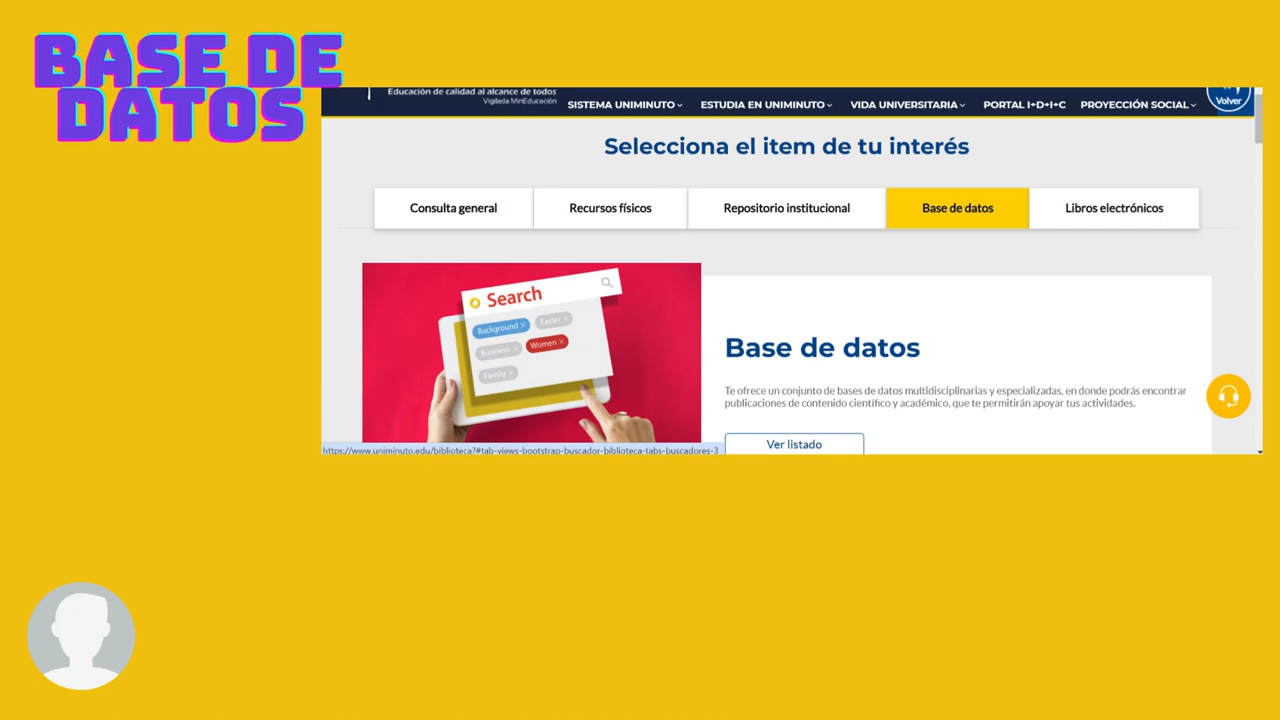 BASE DE
DATOS
Educación de calidad al alcance de todos
Vigilada MinEducación
SISTEMA UNIMINUTO
ESTUDIA EN UNIMINUTO
VIDA UNIVERSITARIA
PORTAL I+D+I+C
PROYECCIÓN SOCIAL
Volver
Selecciona el item de tu interés
Consulta general
Recursos físicos
Repositorio institucional
Base de datos
Libros electrónicos
Search
Background
Easter
Business
Women
Family
Base de datos
Te ofrece un conjunto de bases de datos multidisciplinarias y especializadas, en donde podrás encontrar
publicaciones de contenido científico y académico, que te permitirán apoyar tus actividades.
Ver listado
https://www.uniminuto.edu/biblioteca?#tab-views-bootstrap-buscador-biblioteca-tabs-buscadores-3